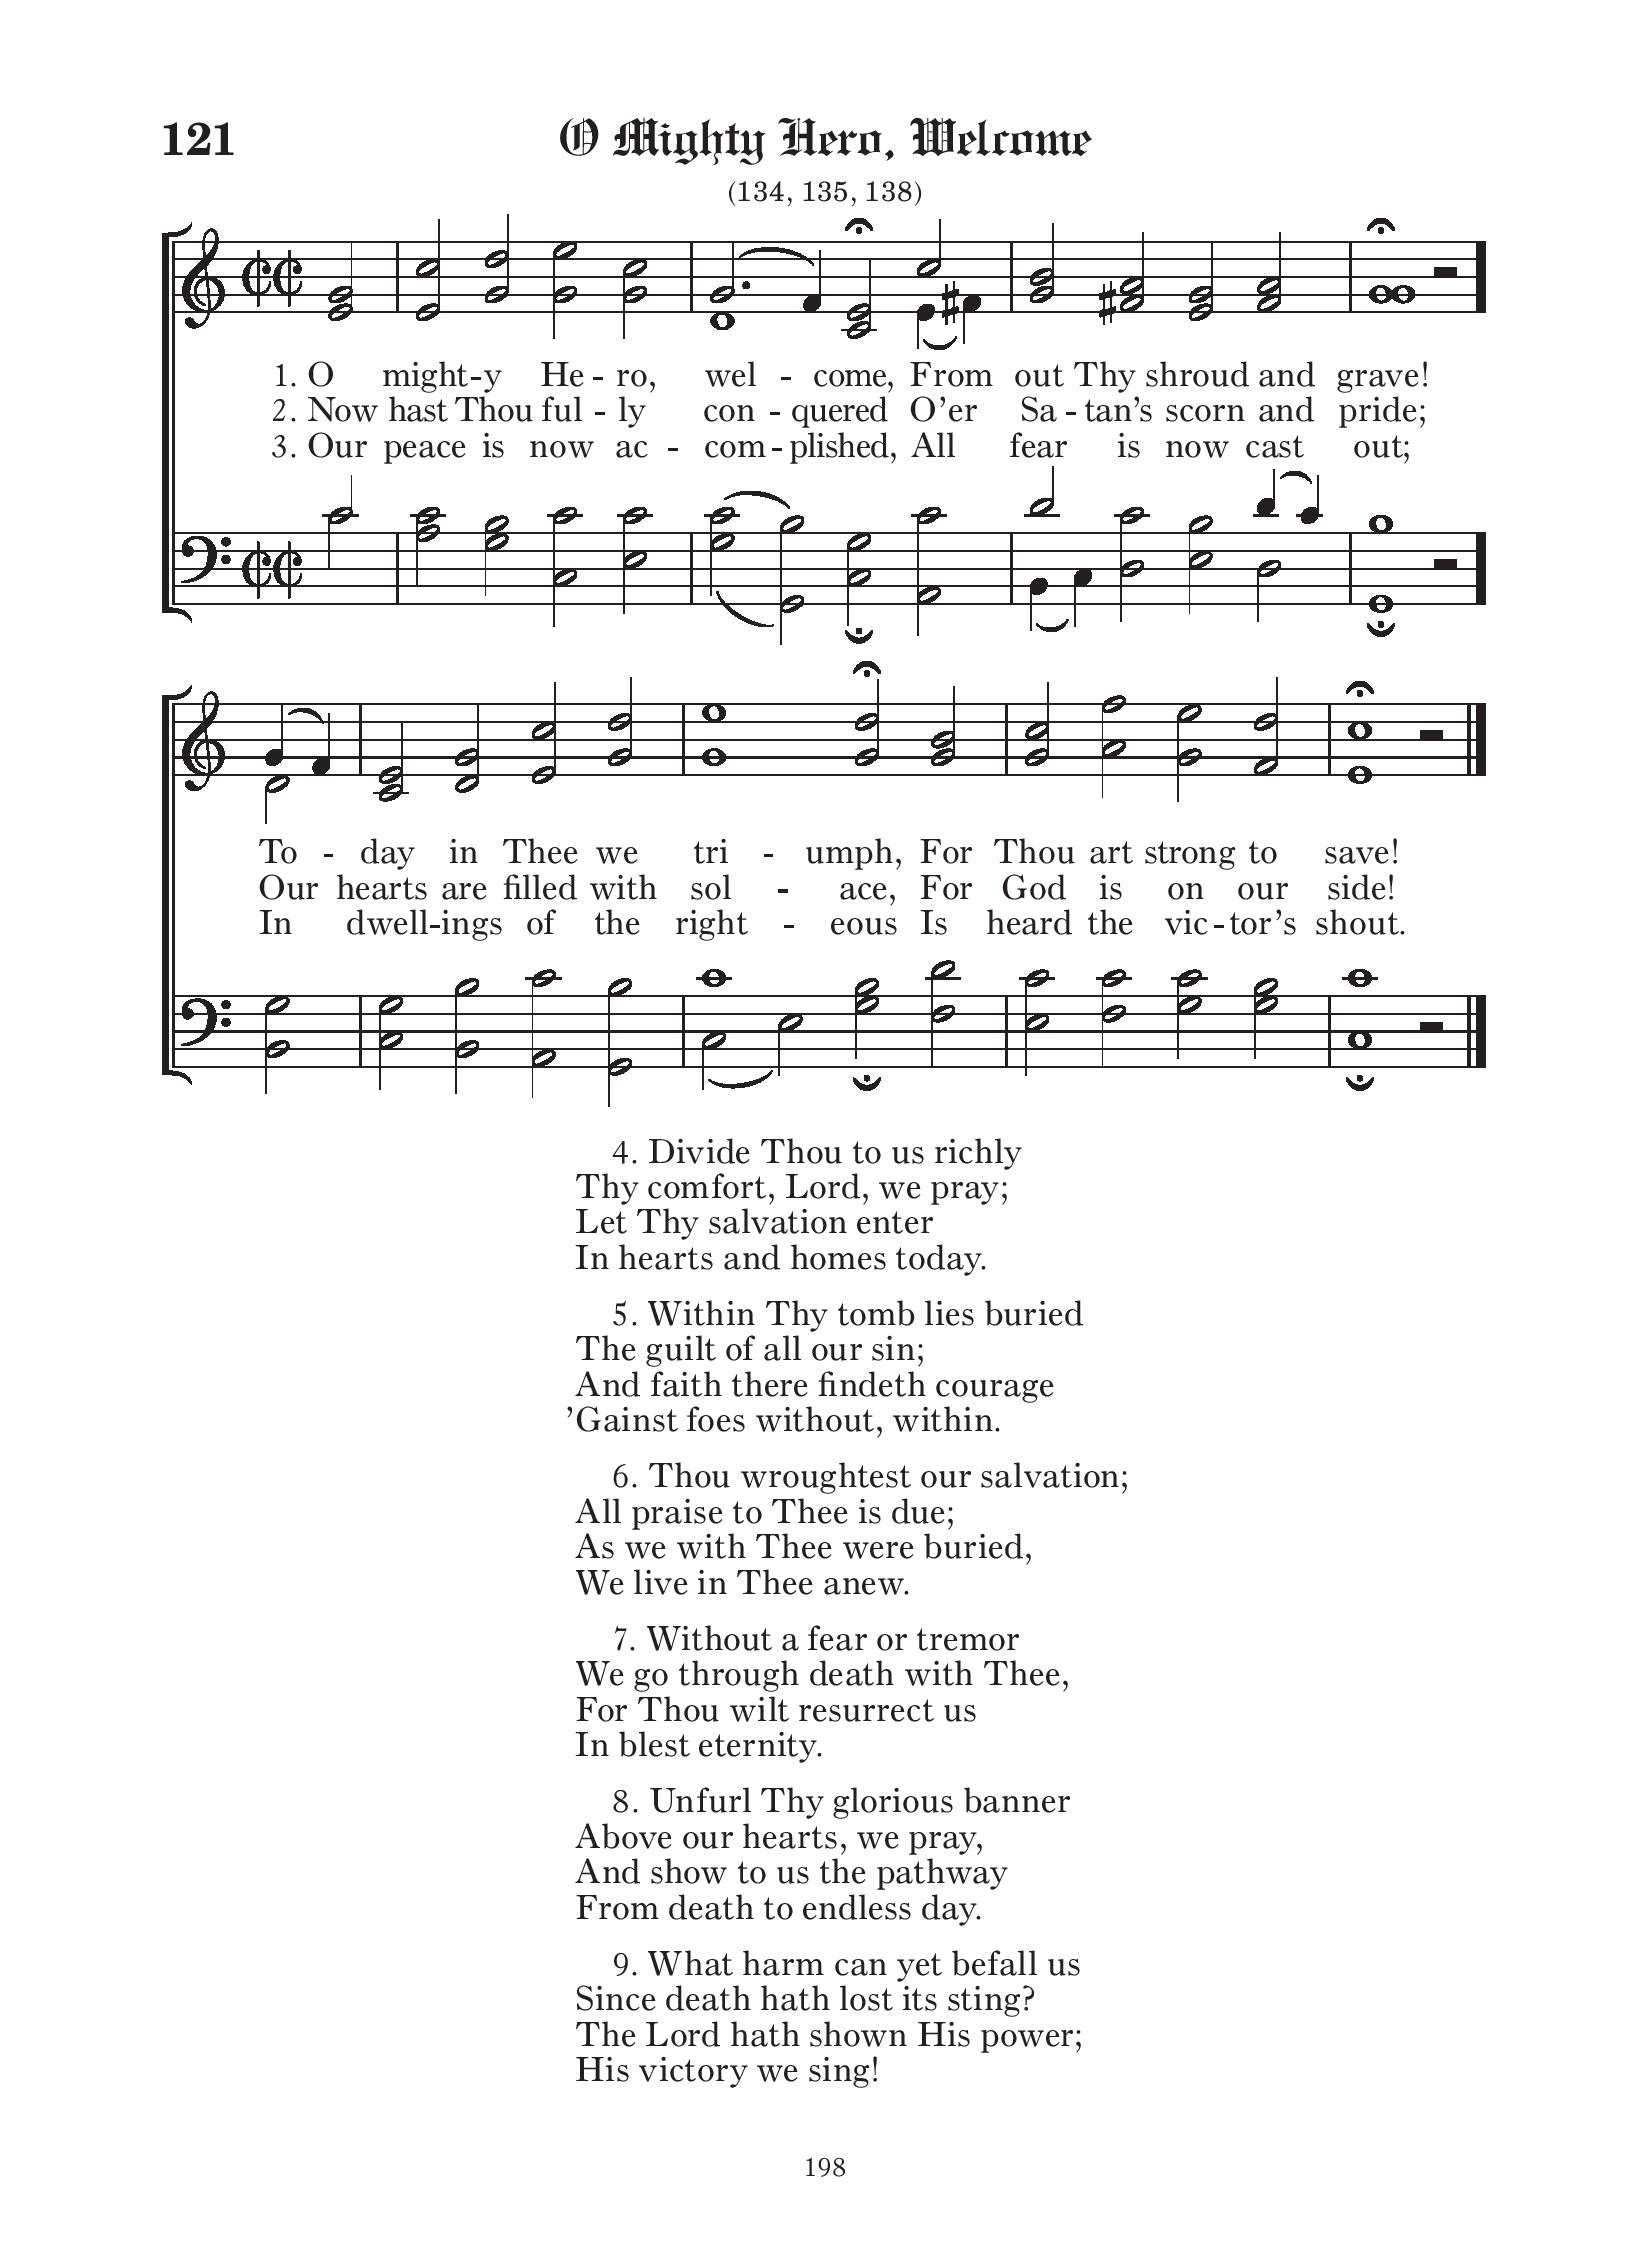 121
O Mighty Hero, Welcome
(134, 135, 138)
1. O might-y He - ro, wel - come, From out Thy shroud and grave!
2. Now hast Thou ful - ly con - quered O’er Sa - tan’s scorn and pride;
3. Our peace is now ac - com - plished, All fear is now cast out;
To - day in Thee we tri - umph, For Thou art strong to save!
Our hearts are filled with sol - ace, For God is on our side!
In dwell-ings of the right - eous Is heard the vic - tor’s shout.
4. Divide Thou to us richly
Thy comfort, Lord, we pray;
Let Thy salvation enter
In hearts and homes today.
5. Within Thy tomb lies buried
The guilt of all our sin;
And faith there findeth courage
’Gainst foes without, within.
6. Thou wroughtest our salvation;
All praise to Thee is due;
As we with Thee were buried,
We live in Thee anew.
7. Without a fear or tremor
We go through death with Thee,
For Thou wilt resurrect us
In blest eternity.
8. Unfurl Thy glorious banner
Above our hearts, we pray,
And show to us the pathway
From death to endless day.
9. What harm can yet befall us
Since death hath lost its sting?
The Lord hath shown His power;
His victory we sing!
198